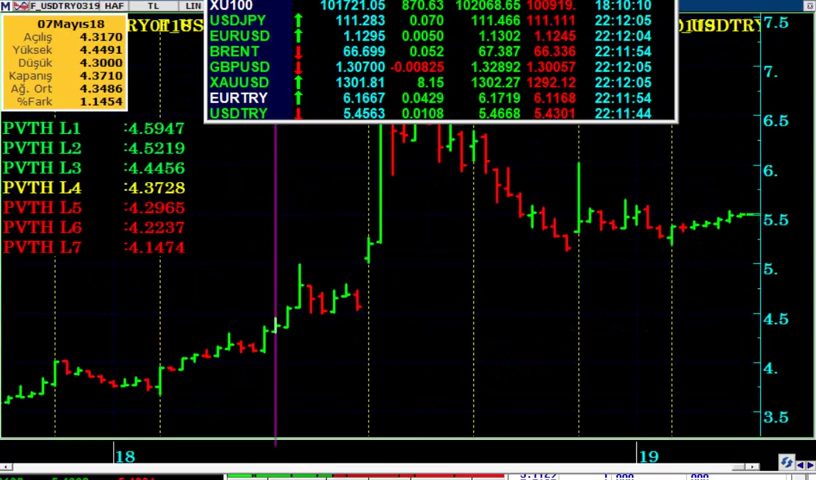 F_USDTRY0319 HAF TL LIN
07Mayıs18
Açılış 4.3170
Yüksek 4.4491
Düşük 4.3000
Kapanış 4.3710
Ağ. Ort 4.3486
%Fark 1.1454
XU100 101721.05 870.63 102068.65 100919. 18:10:10
USDJPY 111.283 0.070 111.466 111.111 22:12:05
EURUSD 1.1295 0.0050 1.1302 1.1245 22:12:04
BRENT 66.699 0.052 67.387 66.336 22:11:54
GBPUSD 1.30700 -0.00825 1.32892 1.30057 22:12:05
XAUUSD 1301.81 8.15 1302.27 1292.12 22:12:05
EURTRY 6.1667 0.0429 6.1719 6.1168 22:11:54
USDTRY 5.4563 0.0108 5.4668 5.4301 22:11:44
PVTH L1 :4.5947
PVTH L2 :4.5219
PVTH L3 :4.4456
PVTH L4 :4.3728
PVTH L5 :4.2965
PVTH L6 :4.2237
PVTH L7 :4.1474
7.5
7.
6.5
6.
5.5
5.
4.5
4.
3.5
18 19